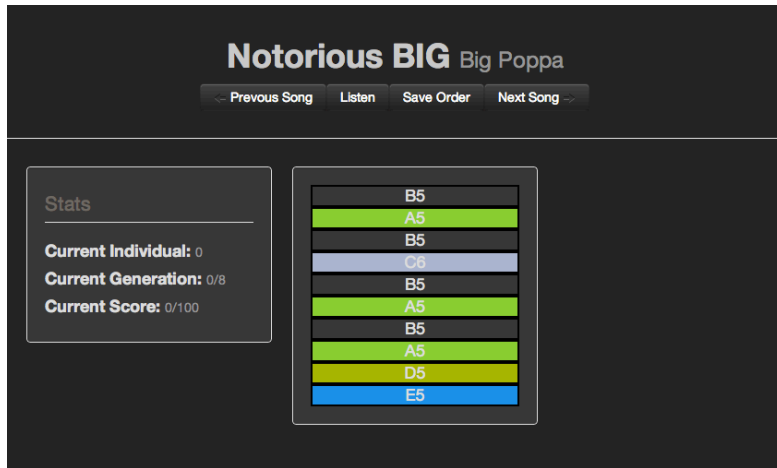 Notorious BIG Big Poppa
<- Prevous Song Listen Save Order Next Song ->
Stats
Current Individual: 0
Current Generation: 0/8
Current Score: 0/100
B5
A5
B5
C6
B5
A5
B5
A5
D5
E5